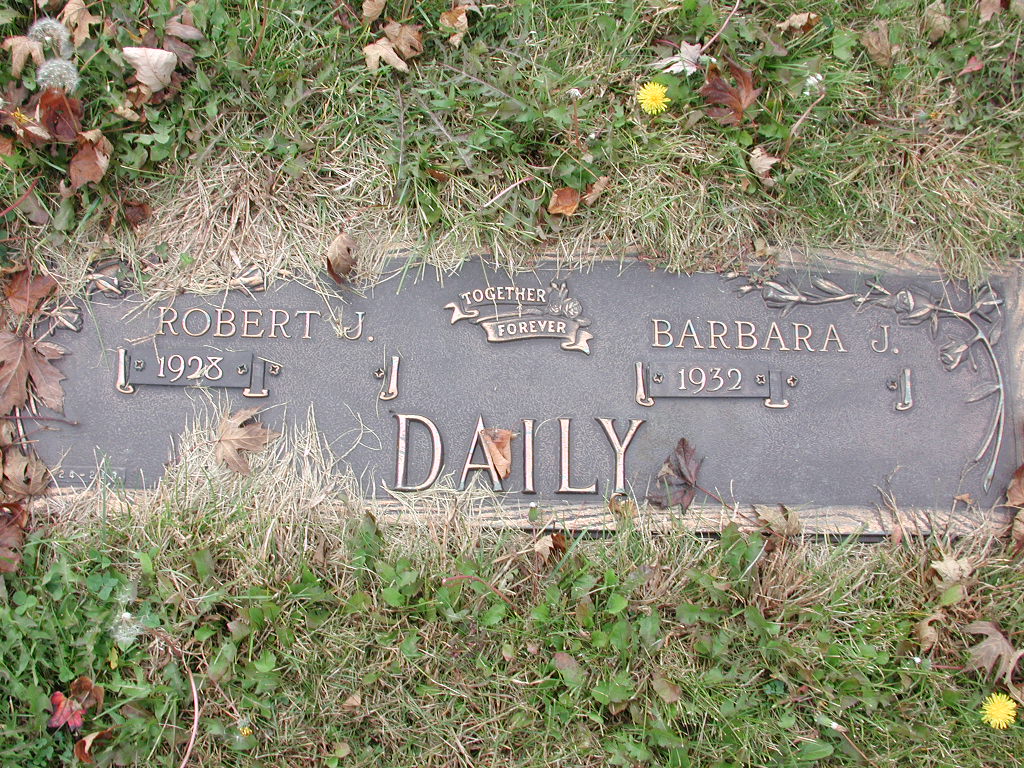 TOGETHER
FOREVER
ROBERT J.
1928
BARBARA J.
1932
DAILY